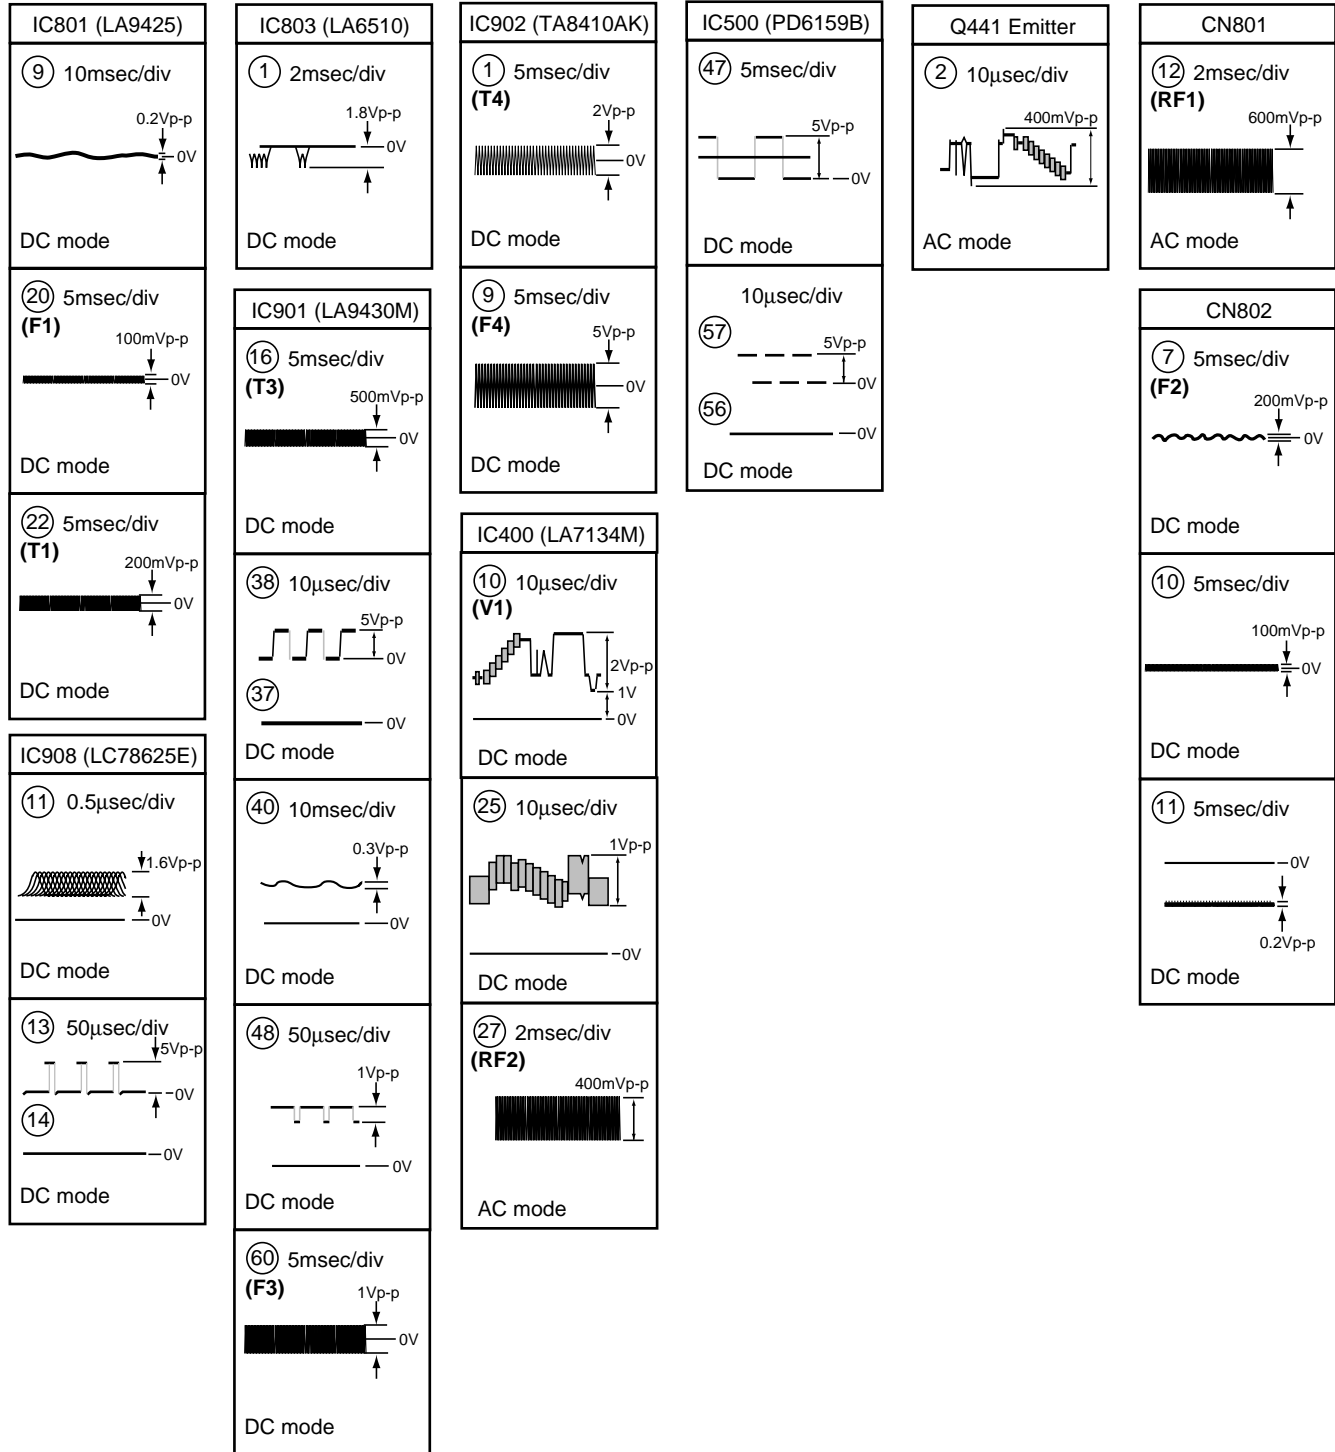 IC801 (LA9425)
9 10msec/div
0.2Vp-p
0V
DC mode
20 5msec/div
(F1)
100mVp-p
0V
DC mode
22 5msec/div
(T1)
200mVp-p
0V
DC mode
IC908 (LC78625E)
11 0.5µsec/div
1.6Vp-p
0V
DC mode
13 50µsec/div
5Vp-p
0V
14
0V
DC mode
IC803 (LA6510)
1 2msec/div
1.8Vp-p
0V
DC mode
IC901 (LA9430M)
16 5msec/div
(T3)
500mVp-p
0V
DC mode
38 10µsec/div
5Vp-p
0V
37
0V
DC mode
40 10msec/div
0.3Vp-p
0V
DC mode
48 50µsec/div
1Vp-p
0V
DC mode
60 5msec/div
(F3)
1Vp-p
0V
DC mode
IC902 (TA8410AK)
1 5msec/div
(T4)
2Vp-p
0V
DC mode
9 5msec/div
(F4)
5Vp-p
0V
DC mode
IC400 (LA7134M)
10 10µsec/div
(V1)
2Vp-p
1V
0V
DC mode
25 10µsec/div
1Vp-p
0V
DC mode
27 2msec/div
(RF2)
400mVp-p
AC mode
IC500 (PD6159B)
47 5msec/div
5Vp-p
0V
DC mode
10µsec/div
57
5Vp-p
0V
56
0V
DC mode
Q441 Emitter
2 10µsec/div
400mVp-p
AC mode
CN801
12 2msec/div
(RF1)
600mVp-p
AC mode
CN802
7 5msec/div
(F2)
200mVp-p
0V
DC mode
10 5msec/div
100mVp-p
0V
DC mode
11 5msec/div
0V
0.2Vp-p
DC mode